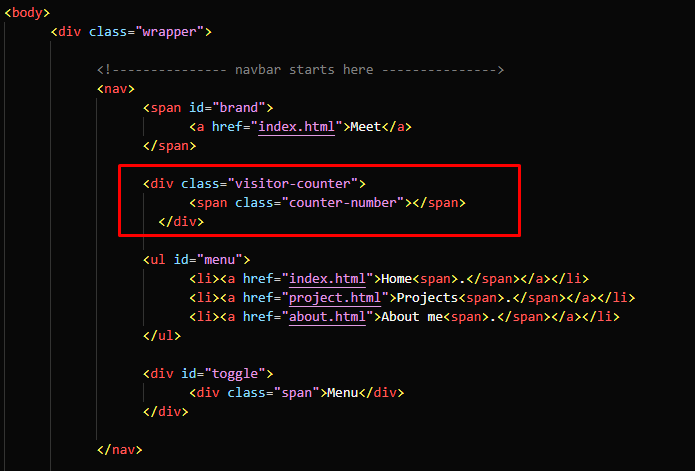 <body>
<div class="wrapper">
<!--------------- navbar starts here --------------->
<nav>
<span id="brand">
<a href="index.html">Meet</a>
</span>
<div class="visitor-counter">
<span class="counter-number"></span>
</div>
<ul id="menu">
<li><a href="index.html">Home<span>.</span></a></li>
<li><a href="project.html">Projects<span>.</span></a></li>
<li><a href="about.html">About me<span>.</span></a></li>
</ul>
<div id="toggle">
<div class="span">Menu</div>
</div>
</nav>